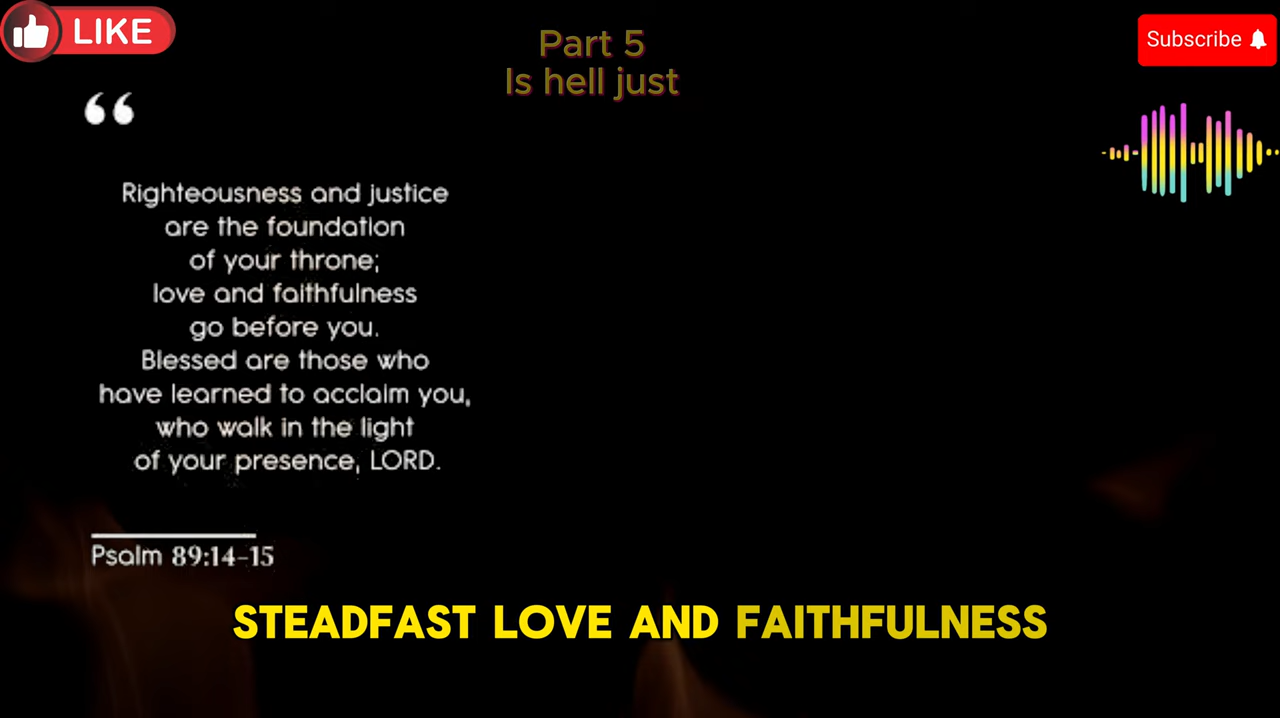 LIKE
Part 5
Is hell just
Subscribe
“
Righteousness and justice
are the foundation
of your throne;
love and faithfulness
go before you.
Blessed are those who
have learned to acclaim you,
who walk in the light
of your presence, LORD.
Psalm 89:14-15
STEADFAST LOVE AND FAITHFULNESS